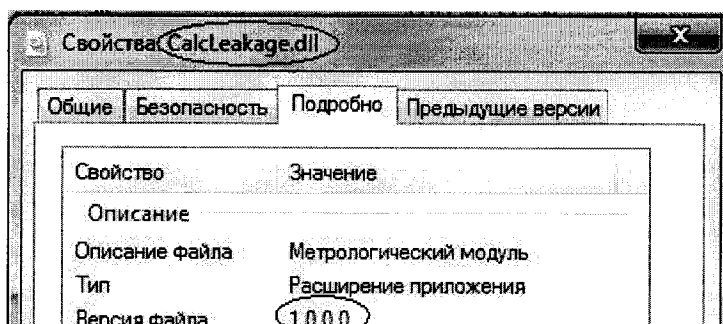 Свойства: CalcLeakage.dll
Общие Безопасность Подробно Предыдущие версии
Свойство Значение
Описание
Описание файла Метрологический модуль
Тип Расширение приложения
Версия файла 1.0.0.0